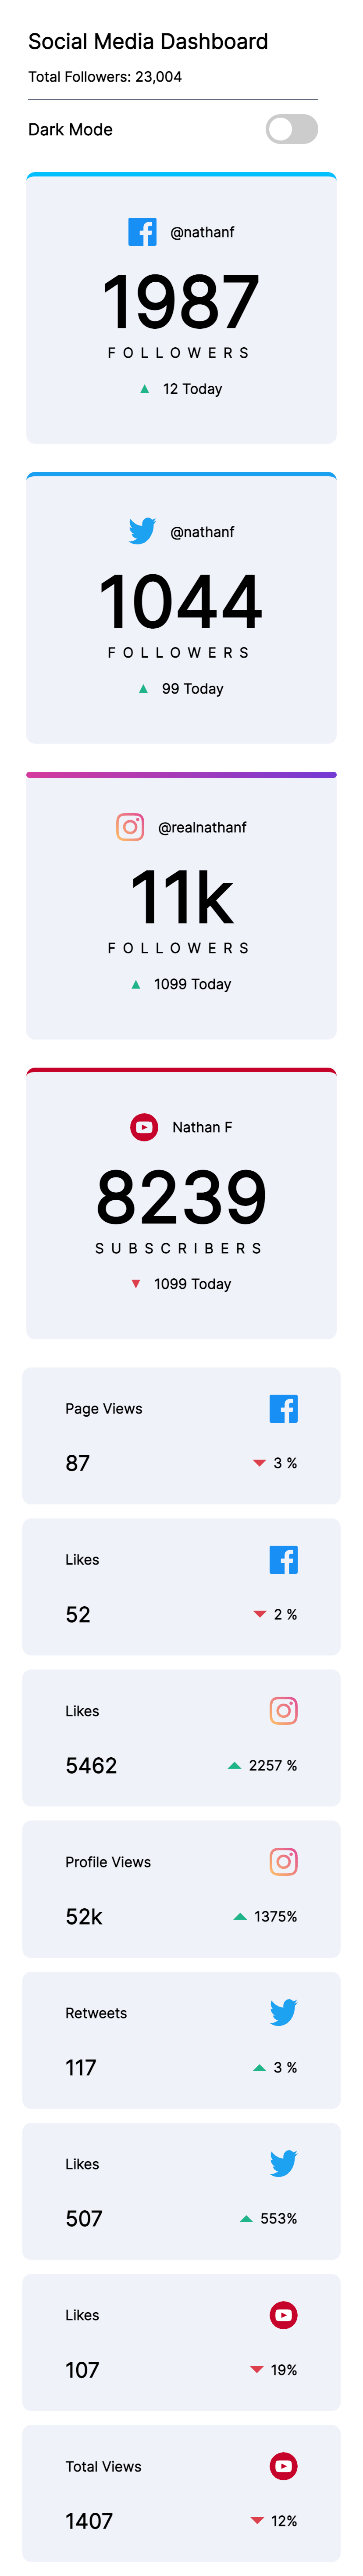 Social Media Dashboard
Total Followers: 23,004
Dark Mode
@nathanf
1987
FOLLOWERS
12 Today
@nathanf
1044
FOLLOWERS
99 Today
@realnathanf
11k
FOLLOWERS
1099 Today
Nathan F
8239
SUBSCRIBERS
1099 Today
Page Views
87 3 %
Likes
52 2 %
Likes
5462 2257 %
Profile Views
52k 1375%
Retweets
117 3 %
Likes
507 553%
Likes
107 19%
Total Views
1407 12%